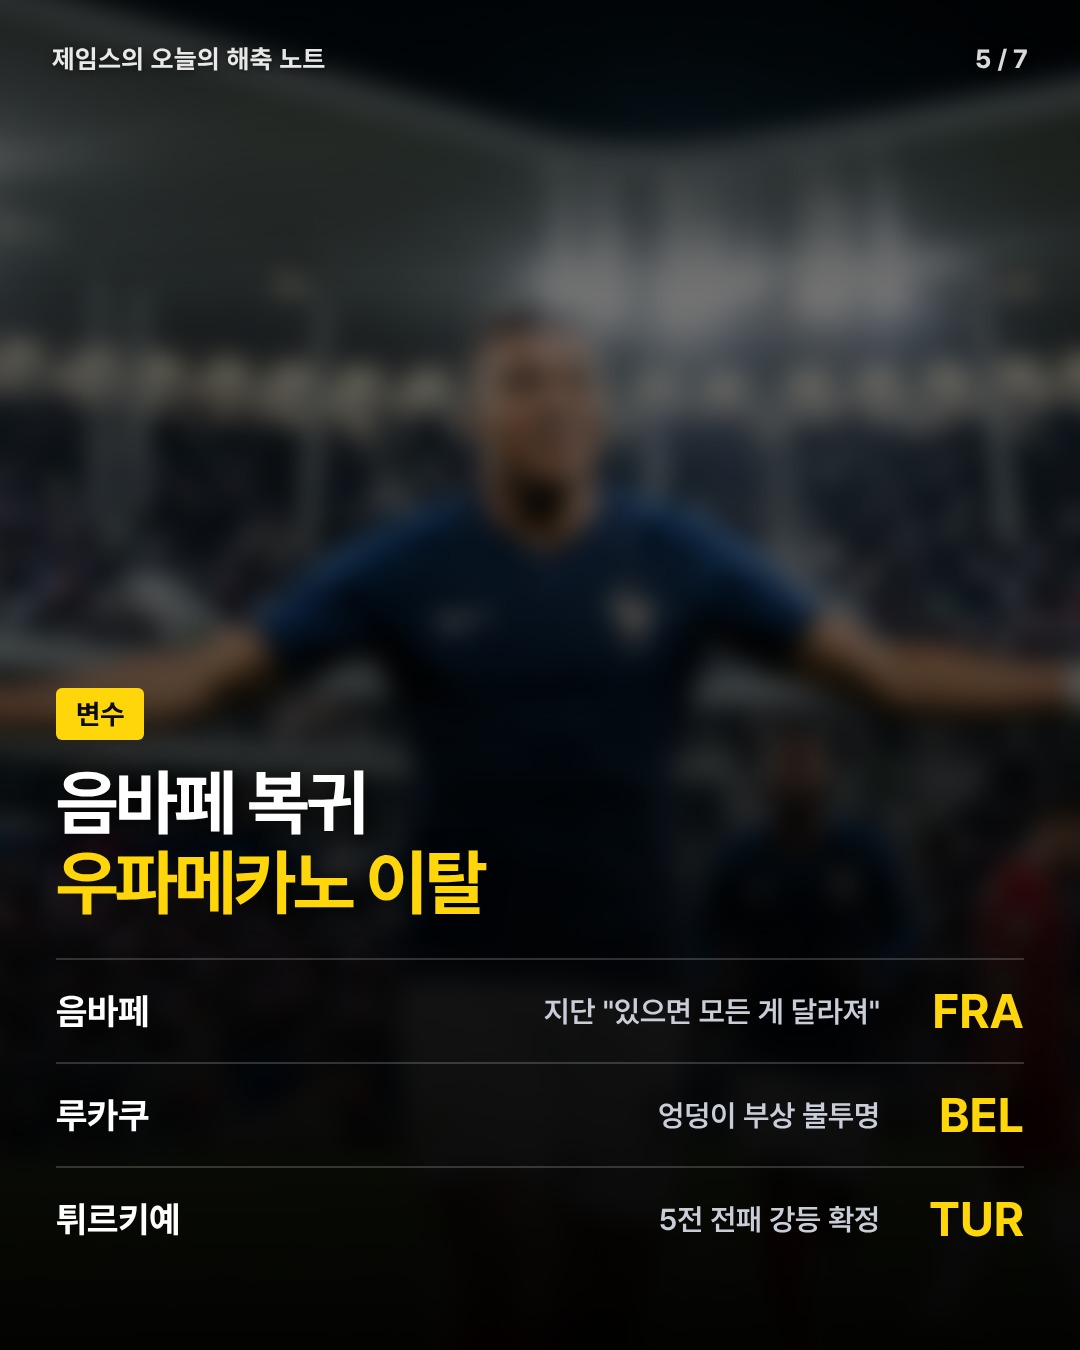 제임스의 오늘의 해축 노트
5 / 7
변수
음바페 복귀
우파메카노 이탈
음바페 지단 "있으면 모든 게 달라져" FRA
루카쿠 엉덩이 부상 불투명 BEL
튀르키예 5전 전패 강등 확정 TUR